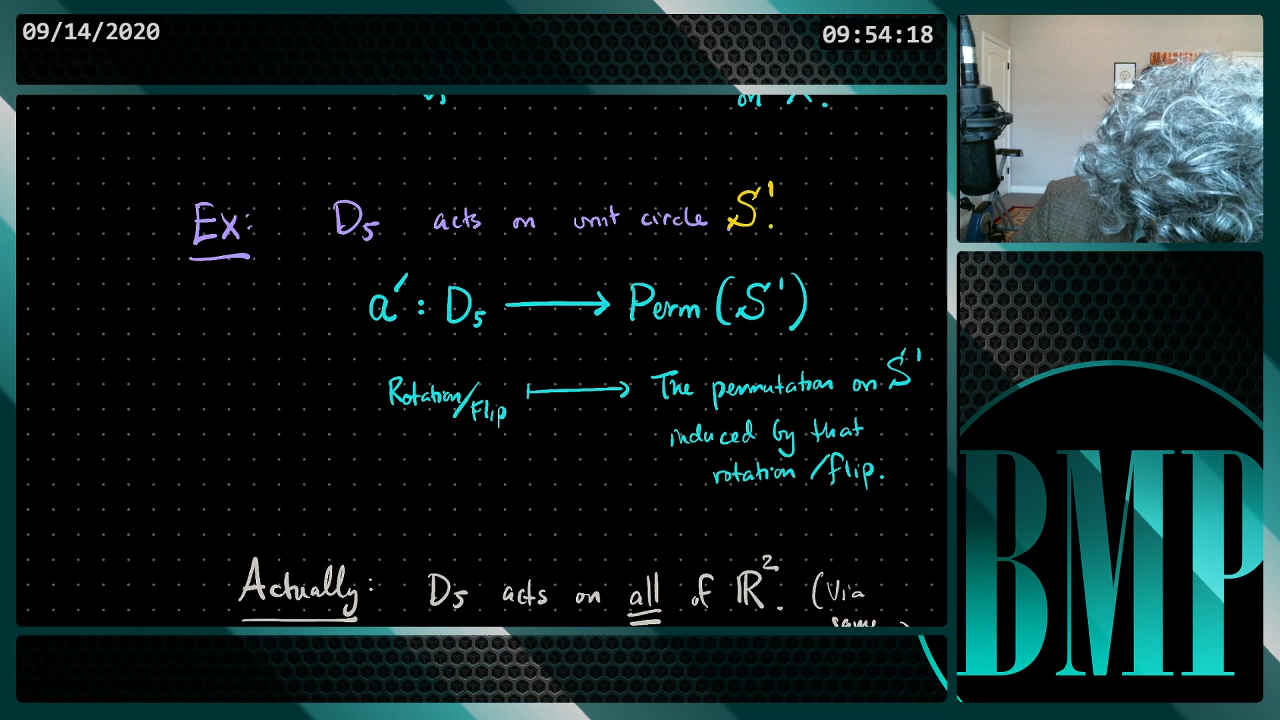 09/14/2020
09:54:18
Ex: D₅ acts on unit circle S¹.
a′ : D₅ ⟶ Perm (S¹)
Rotation/Flip ⟼ The permutation on S¹
induced by that
rotation/flip.
Actually: D₅ acts on all of ℝ². (Via
same
BMP